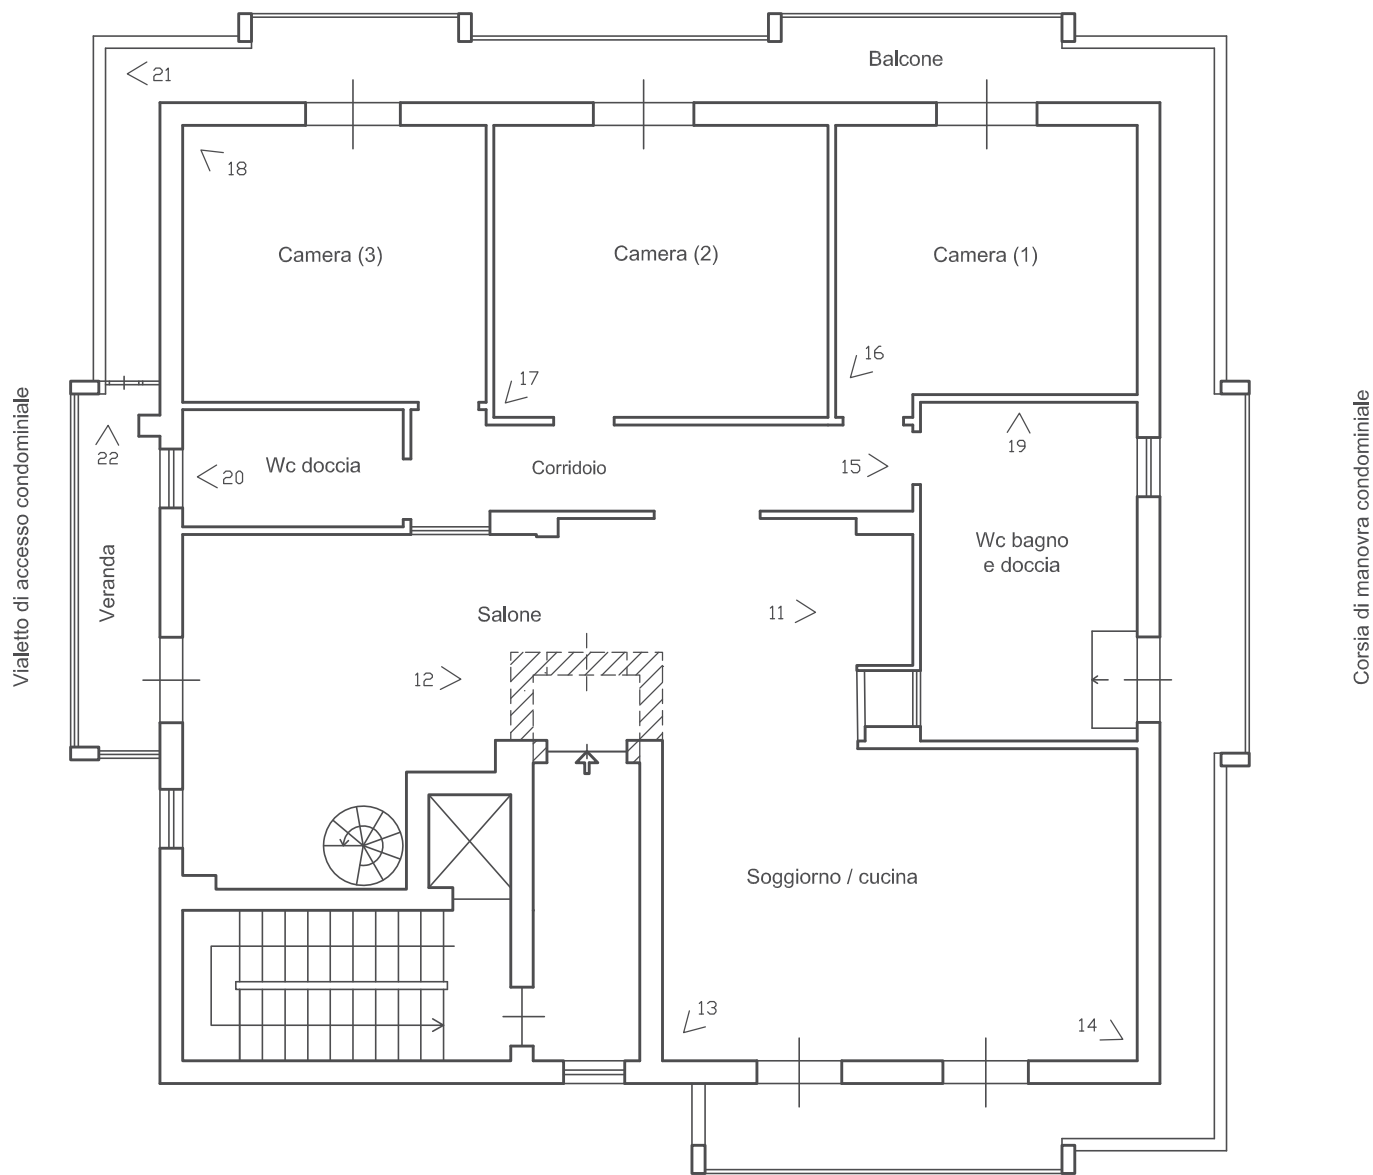 Balcone
21
18
Camera (3)
Camera (2)
Camera (1)
17
16
22
20
Wc doccia
Corridoio
15
19
Vialetto di accesso condominiale
Veranda
Wc bagno
e doccia
Corsia di manovra condominiale
Salone
11
12
Soggiorno / cucina
13
14